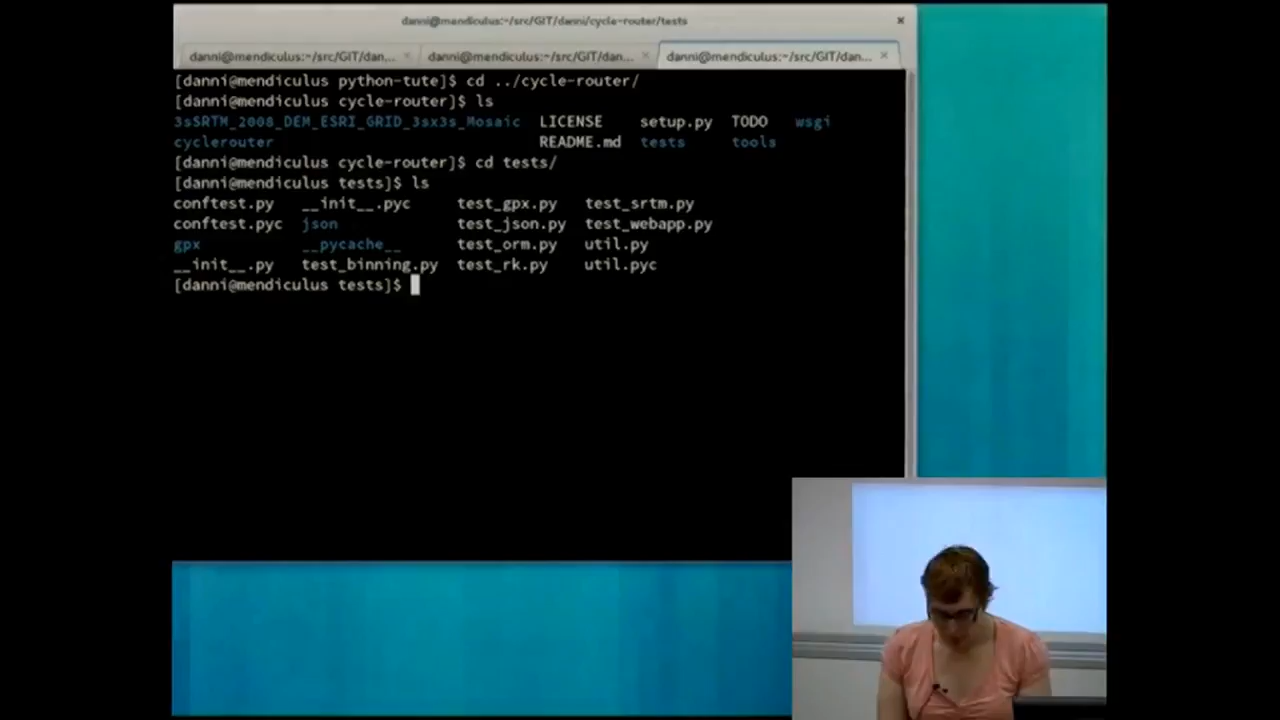 danni@mendiculus:~/src/GIT/danni/cycle-router/tests ×
danni@mendiculus:~/src/GIT/dan... × danni@mendiculus:~/src/GIT/dan... × danni@mendiculus:~/src/GIT/dan... ×
[danni@mendiculus python-tute]$ cd ../cycle-router/
[danni@mendiculus cycle-router]$ ls
3sSRTM_2008_DEM_ESRI_GRID_3sx3s_Mosaic LICENSE setup.py TODO wsgi
cyclerouter README.md tests tools
[danni@mendiculus cycle-router]$ cd tests/
[danni@mendiculus tests]$ ls
conftest.py __init__.pyc test_gpx.py test_srtm.py
conftest.pyc json test_json.py test_webapp.py
gpx __pycache__ test_orm.py util.py
__init__.py test_binning.py test_rk.py util.pyc
[danni@mendiculus tests]$